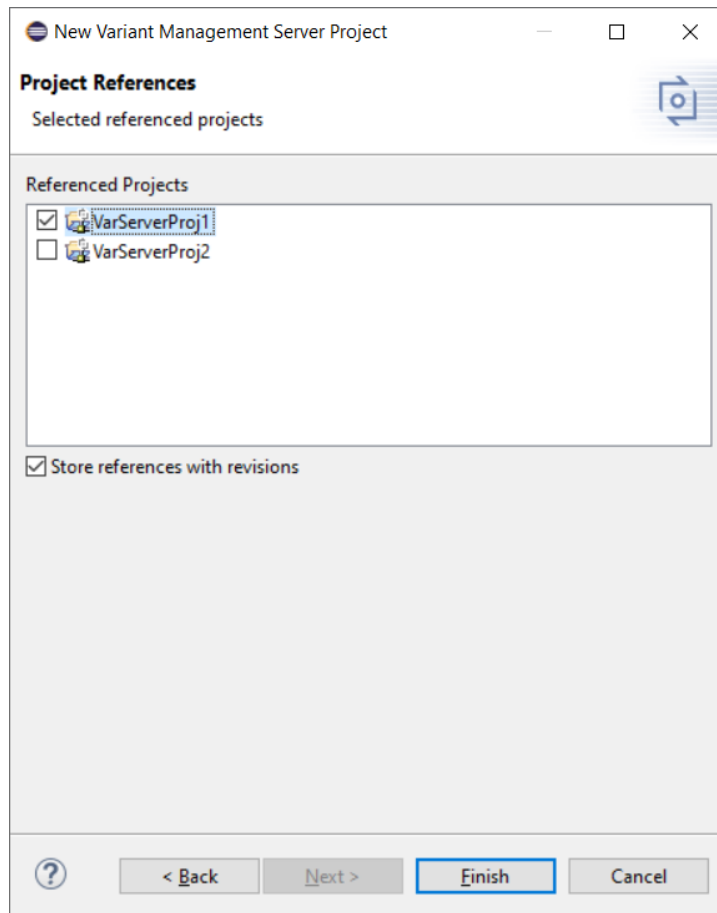 New Variant Management Server Project
Project References
Selected referenced projects
Referenced Projects
VarServerProj1
VarServerProj2
Store references with revisions
? < Back Next > Finish Cancel